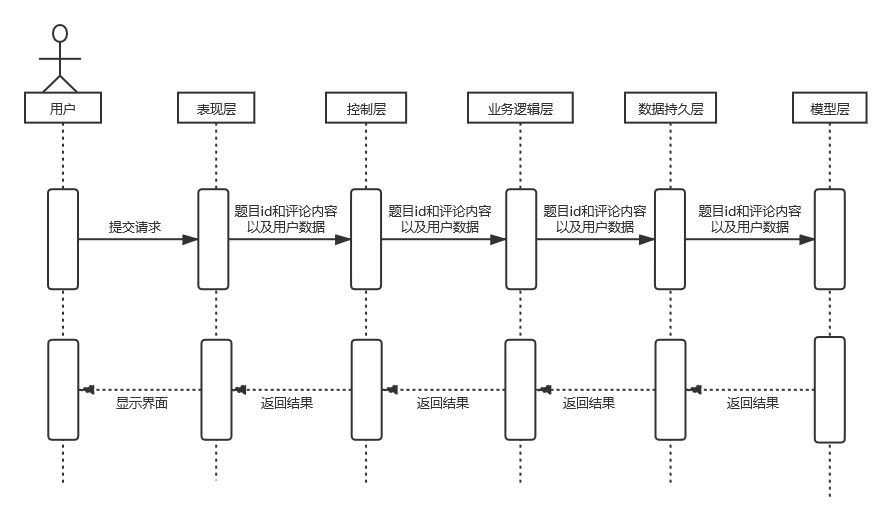 用户
表现层
控制层
业务逻辑层
数据持久层
模型层
提交请求
题目id和评论内容
以及用户数据
题目id和评论内容
以及用户数据
题目id和评论内容
以及用户数据
题目id和评论内容
以及用户数据
显示界面
返回结果
返回结果
返回结果
返回结果